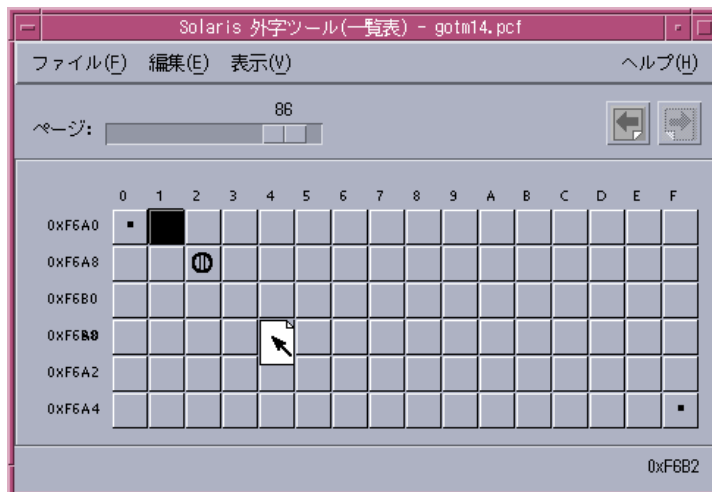 Solaris 外字ツール(一覧表) - gotm14.pcf
ファイル(F) 編集(E) 表示(V) ヘルプ(H)
86
ページ:
0 1 2 3 4 5 6 7 8 9 A B C D E F
0xF6A0
0xF6A8
0xF6B0
0xF6
0xF6A2
0xF6A4
0xF6B2